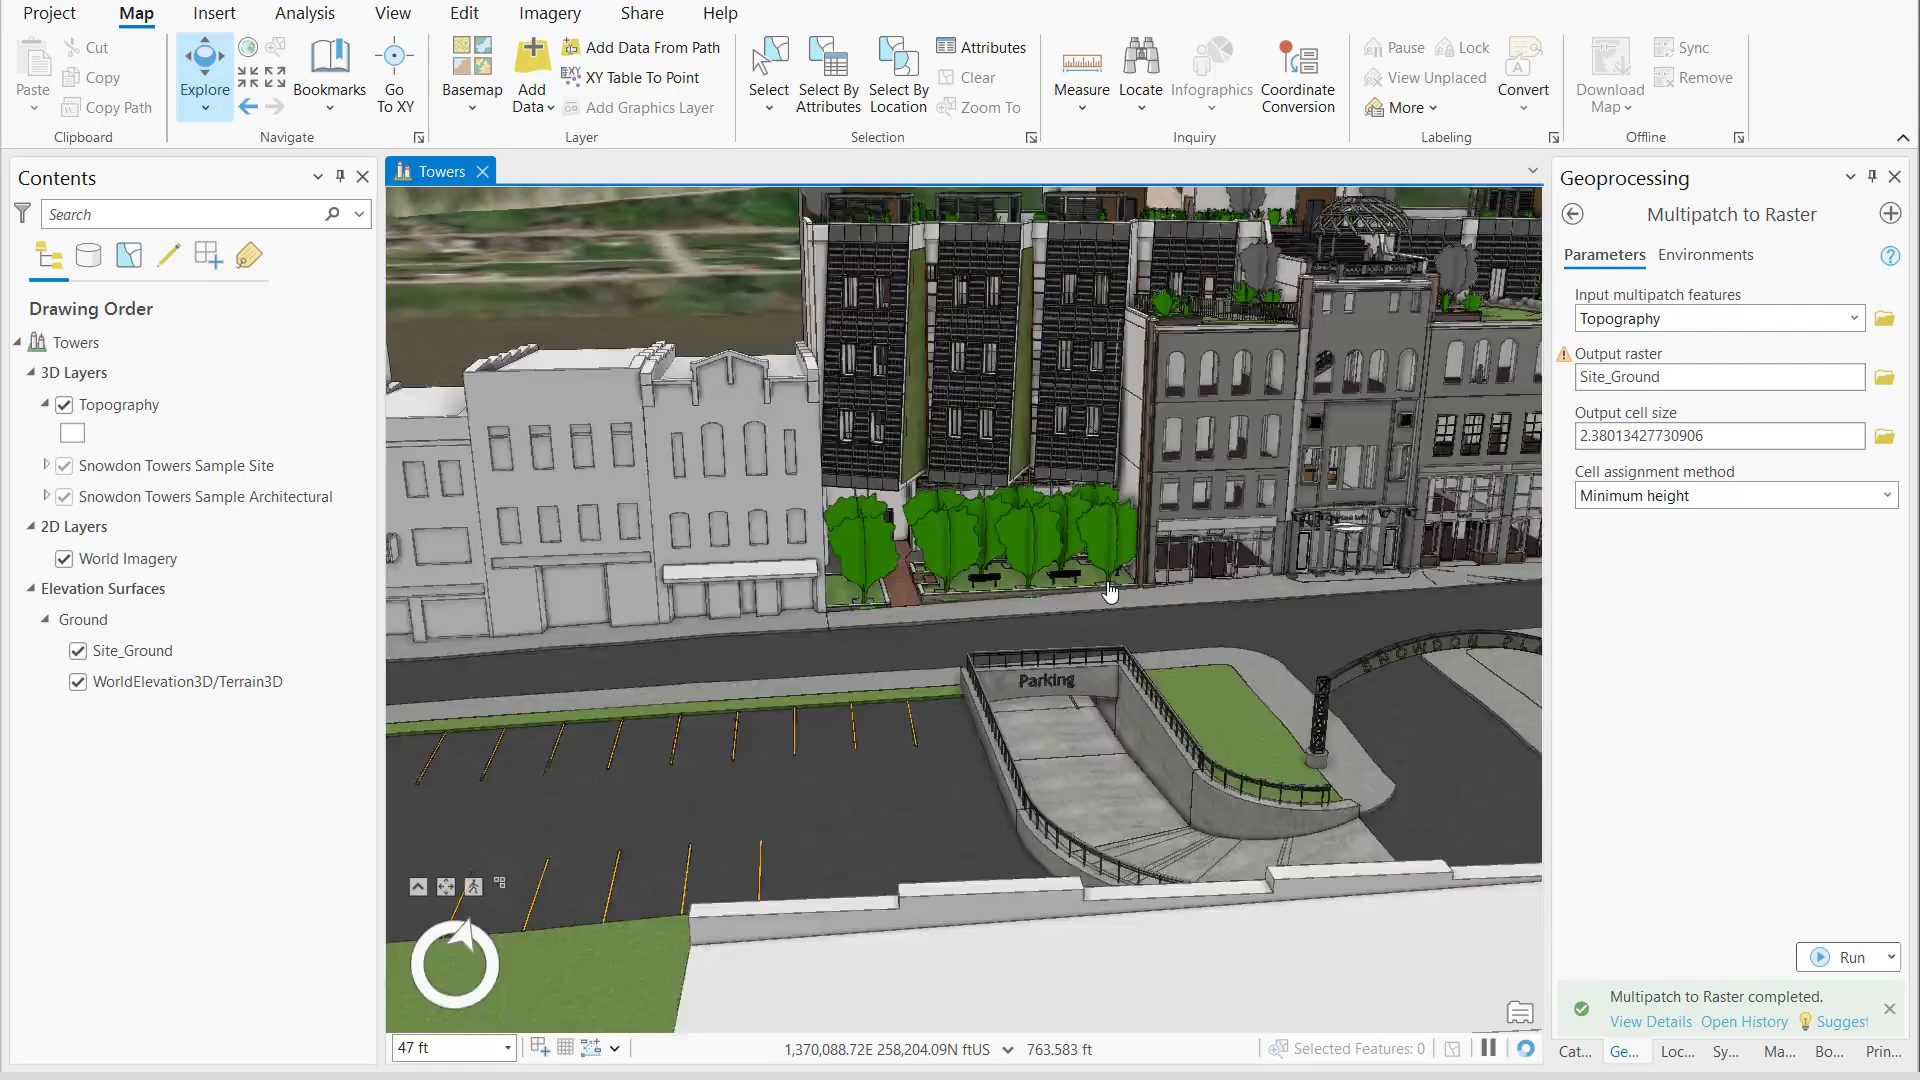 Project Map Insert Analysis View Edit Imagery Share Help
Paste
Cut
Copy
Copy Path
Clipboard
Explore
Bookmarks
Go To XY
Navigate
Basemap
Add Data
Add Data From Path
XY Table To Point
Add Graphics Layer
Layer
Select
Select By Attributes
Select By Location
Attributes
Clear
Zoom To
Selection
Measure
Locate
Infographics
Coordinate Conversion
Inquiry
Pause Lock
View Unplaced
More
Convert
Labeling
Download Map
Sync
Remove
Offline
Contents
Search
Drawing Order
Towers
3D Layers
Topography
Snowdon Towers Sample Site
Snowdon Towers Sample Architectural
2D Layers
World Imagery
Elevation Surfaces
Ground
Site_Ground
WorldElevation3D/Terrain3D
Towers
Parking
SNOWDON
47 ft
1,370,088.72E 258,204.09N ftUS
763.583 ft
Selected Features: 0
Geoprocessing
Multipatch to Raster
Parameters Environments
Input multipatch features
Topography
Output raster
Site_Ground
Output cell size
2.38013427730906
Cell assignment method
Minimum height
Run
Multipatch to Raster completed.
View Details Open History Suggest
Cat... Ge... Loc... Sy... Ma... Bo... Prin...